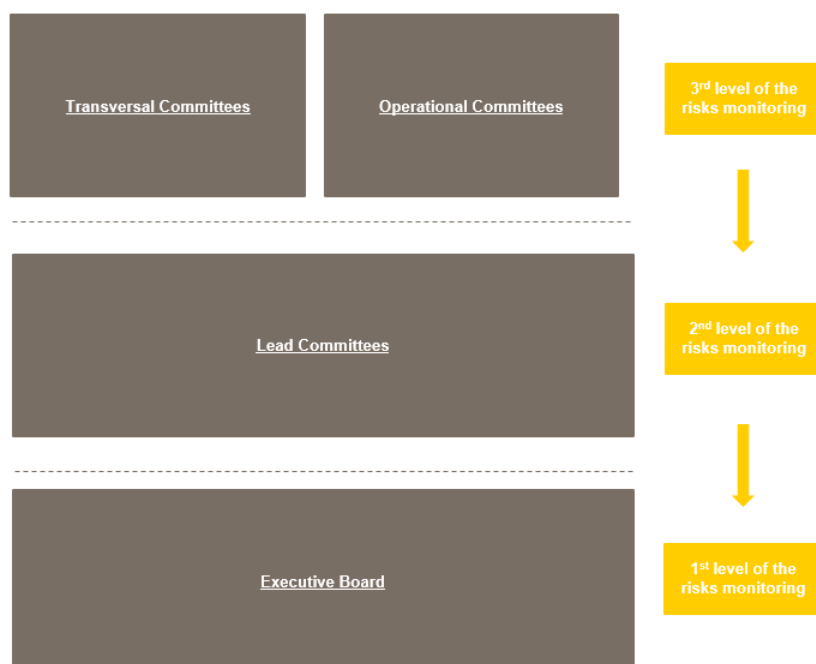 Transversal Committees
Operational Committees
3rd level of the
risks monitoring
Lead Committees
2nd level of the
risks monitoring
Executive Board
1st level of the
risks monitoring